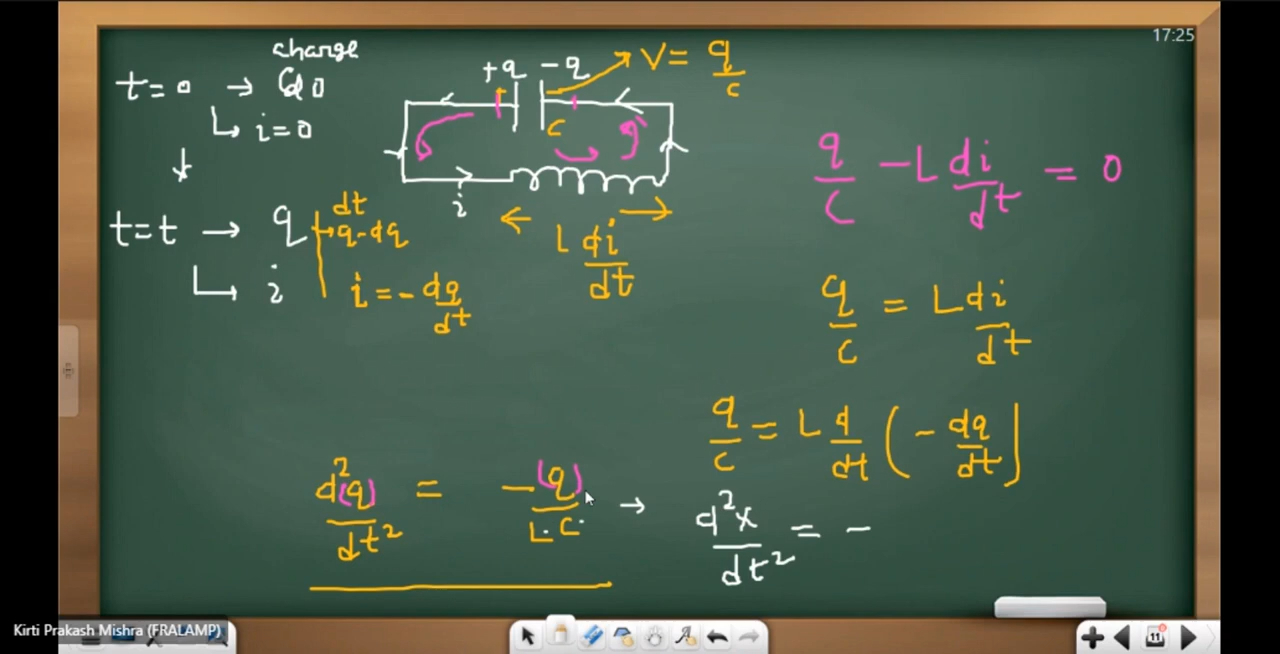 17:25
charge
t=0 → Q0
↳ i=0
↓
t=t → q
↳ i
dt
→q-dq
i = - dq/dt
+q -q
V = q/c
C
i
L di/dt
q/C - L di/dt = 0
q/C = L di/dt
q/C = L d/dt (- dq/dt)
d²(q)/dt² = -(q)/L.C. → d²x/dt² = -
Kirti Prakash Mishra (FRALAMP)
11